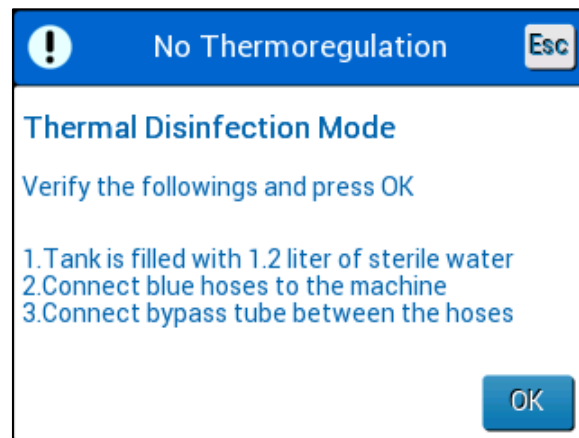 No Thermoregulation
Esc
Thermal Disinfection Mode
Verify the followings and press OK
1.Tank is filled with 1.2 liter of sterile water
2.Connect blue hoses to the machine
3.Connect bypass tube between the hoses
OK